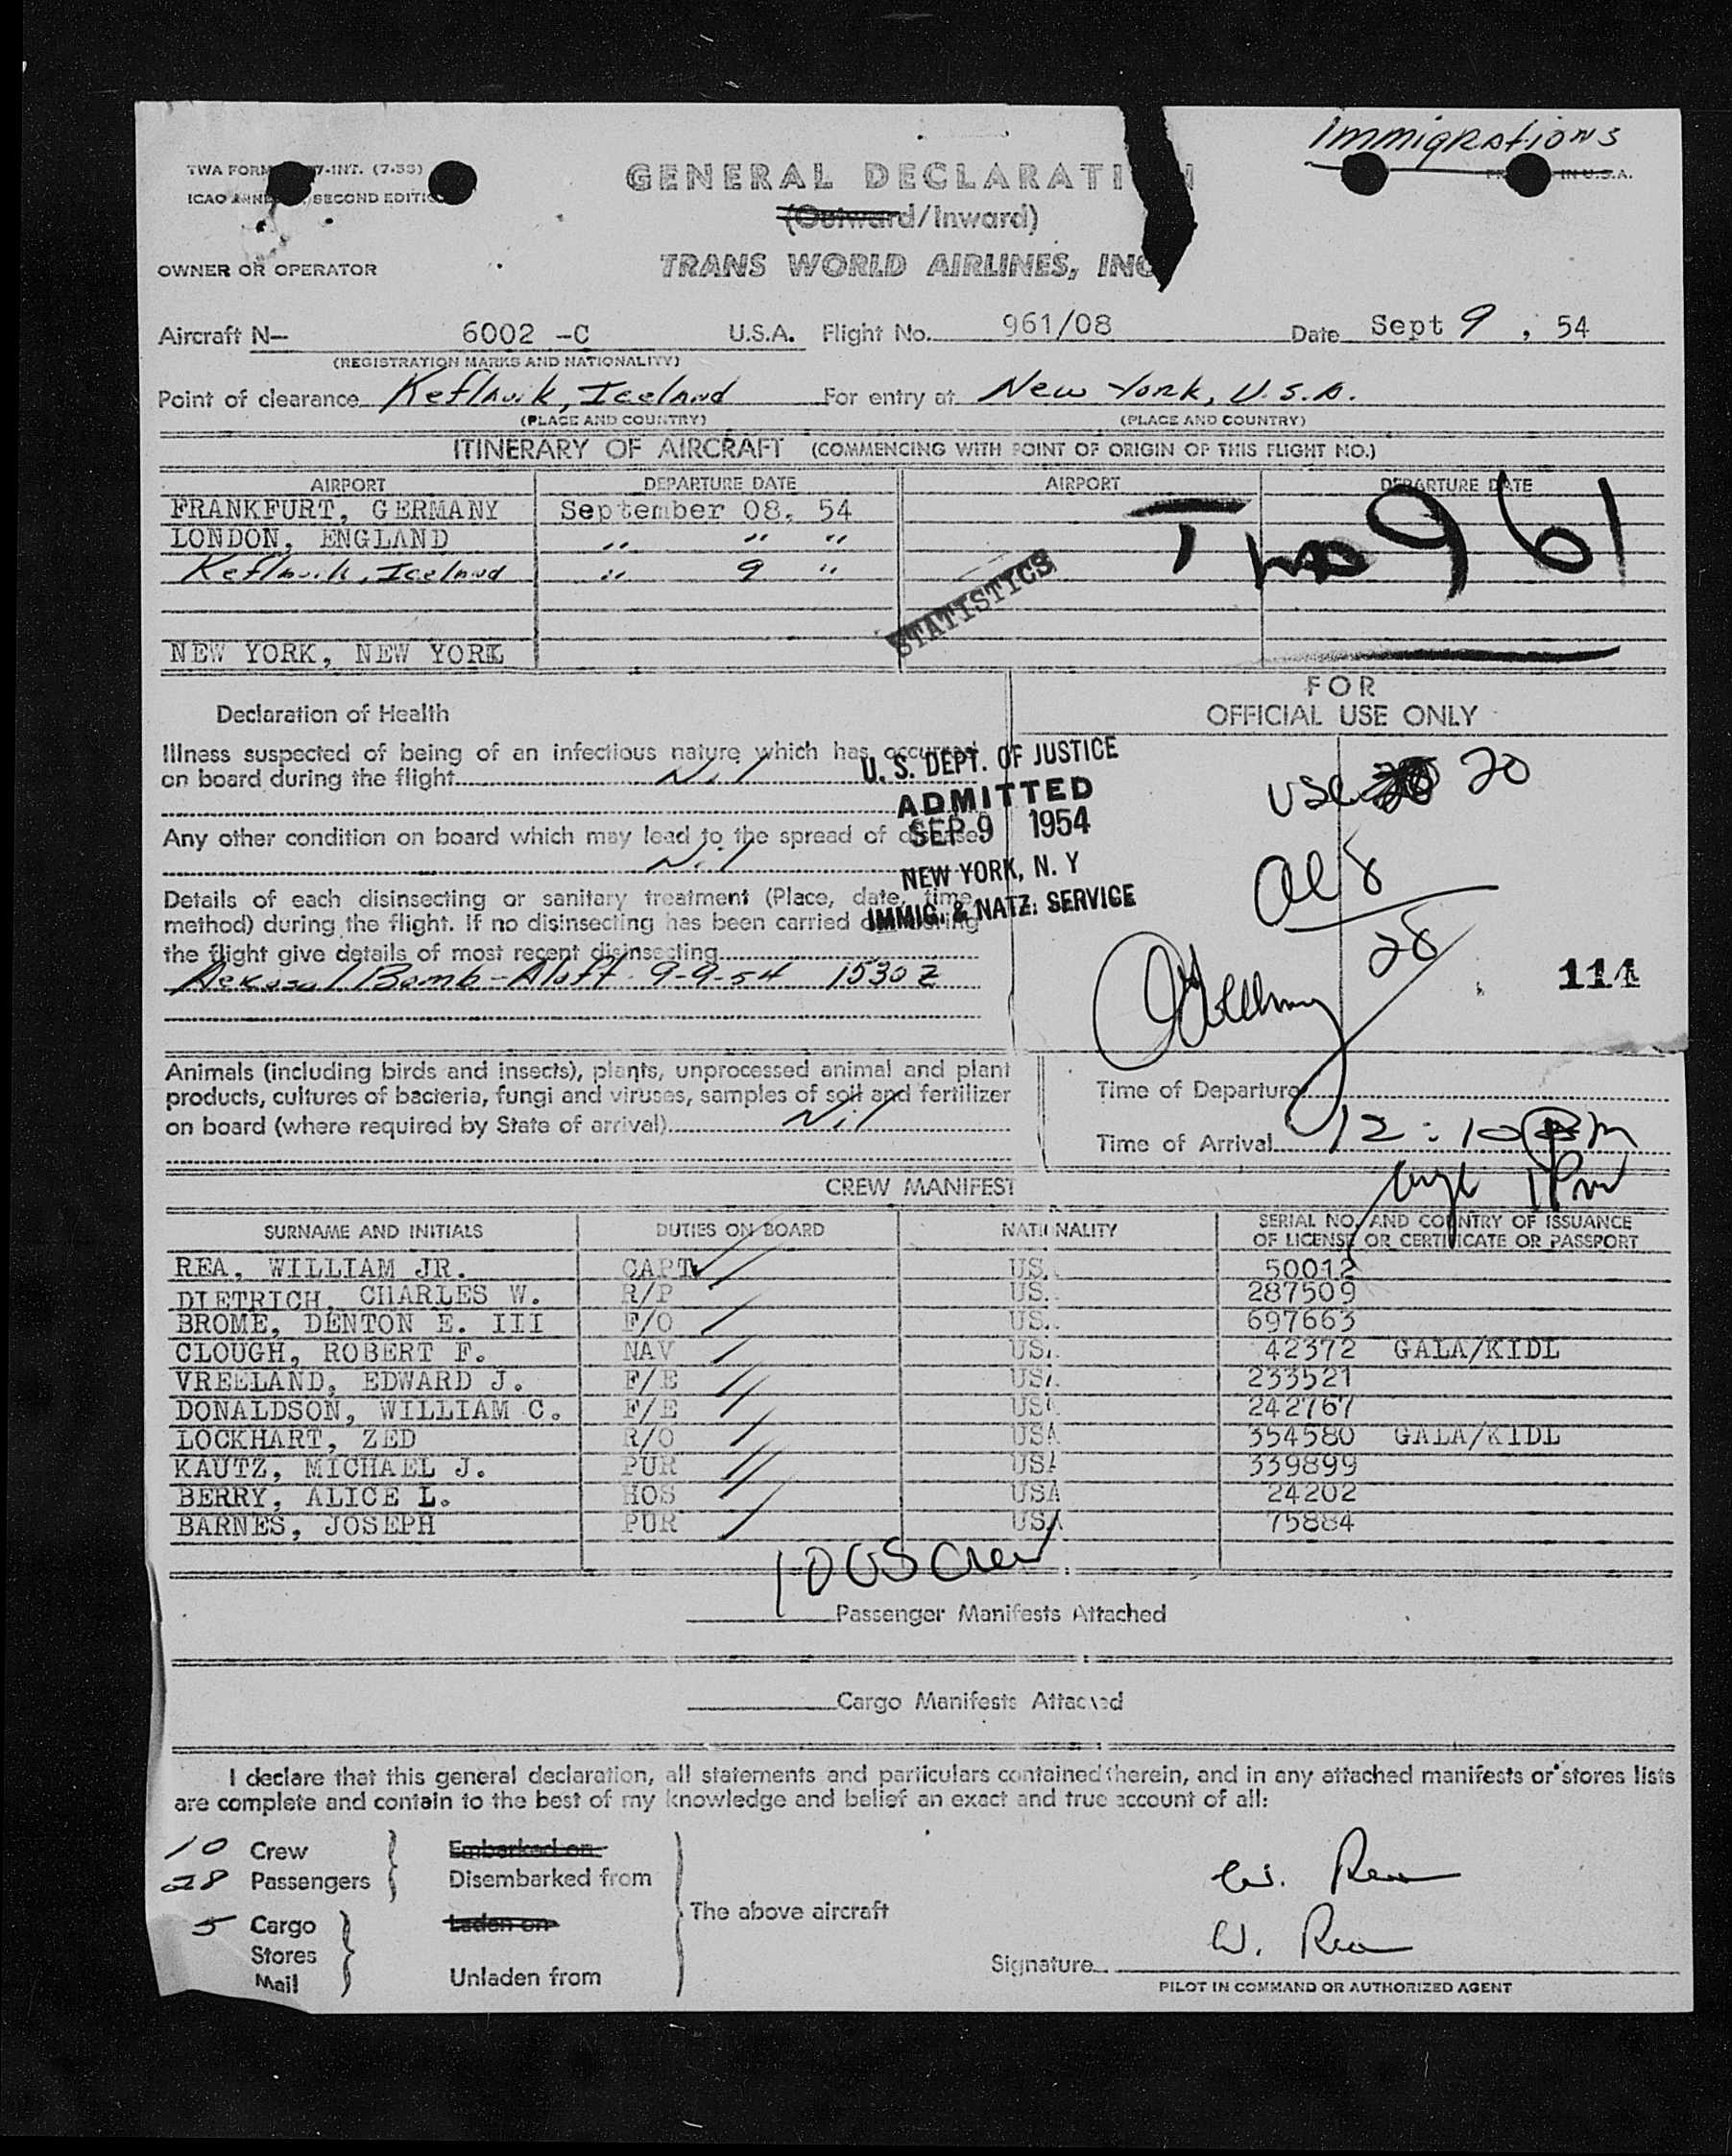 Immigrations
TWA FORM 7-INT. (7-53)
IN U.S.A.
GENERAL DECLARATI N
ICAO ANNE SECOND EDITIO
(Outward/Inward)
OWNER OR OPERATOR
TRANS WORLD AIRLINES, INC
Aircraft N— 6002 -C U.S.A. Flight No. 961/08 Date Sept 9, 54
(REGISTRATION MARKS AND NATIONALITY)
Point of clearance Keflavik, Iceland For entry at New York, U.S.A.
(PLACE AND COUNTRY) (PLACE AND COUNTRY)
ITINERARY OF AIRCRAFT (COMMENCING WITH POINT OF ORIGIN OF THIS FLIGHT NO.)
AIRPORT DEPARTURE DATE AIRPORT DEPARTURE DATE
FRANKFURT, GERMANY September 08, 54
LONDON, ENGLAND " " "
Keflavik, Iceland " 9 "
961
STATISTICS
NEW YORK, NEW YORK
FOR
OFFICIAL USE ONLY
Declaration of Health
Illness suspected of being of an infectious nature which has occurred
on board during the flight Nil
Any other condition on board which may lead to the spread of disease
Nil
U. S. DEPT. OF JUSTICE
ADMITTED
SEP 9 1954
NEW YORK, N. Y
IMMIG. & NATZ. SERVICE
USC 20
al 8
28
114
Details of each disinsecting or sanitary treatment (Place, date, time,
method) during the flight. If no disinsecting has been carried out during
the flight give details of most recent disinsecting
Aerosol Bomb - Aloft 9-9-54 1530 Z
Animals (including birds and insects), plants, unprocessed animal and plant
products, cultures of bacteria, fungi and viruses, samples of soil and fertilizer
on board (where required by State of arrival) Nil
Time of Departure
Time of Arrival 12:10 PM
CREW MANIFEST
SURNAME AND INITIALS DUTIES ON BOARD NATIONALITY SERIAL NO. AND COUNTRY OF ISSUANCE
OF LICENSE OR CERTIFICATE OR PASSPORT
REA, WILLIAM JR. CAPT US. 50012
DIETRICH, CHARLES W. R/P US. 287509
BROME, DENTON E. III F/O US. 697663
CLOUGH, ROBERT F. NAV US. 42372 GALA/KIDL
VREELAND, EDWARD J. F/E US. 233521
DONALDSON, WILLIAM C. F/E US 242767
LOCKHART, ZED R/O USA 354580 GALA/KIDL
KAUTZ, MICHAEL J. PUR USA 339899
BERRY, ALICE L. HOS USA 24202
BARNES, JOSEPH PUR USA 75884
10 US Crew
Passenger Manifests Attached
Cargo Manifests Attached
I declare that this general declaration, all statements and particulars contained herein, and in any attached manifests or stores lists
are complete and contain to the best of my knowledge and belief an exact and true account of all:
10 Crew Embarked on
28 Passengers Disembarked from
The above aircraft
5 Cargo Laden on
Stores
Mail Unladen from
W. Rea
W. Rea
Signature
PILOT IN COMMAND OR AUTHORIZED AGENT